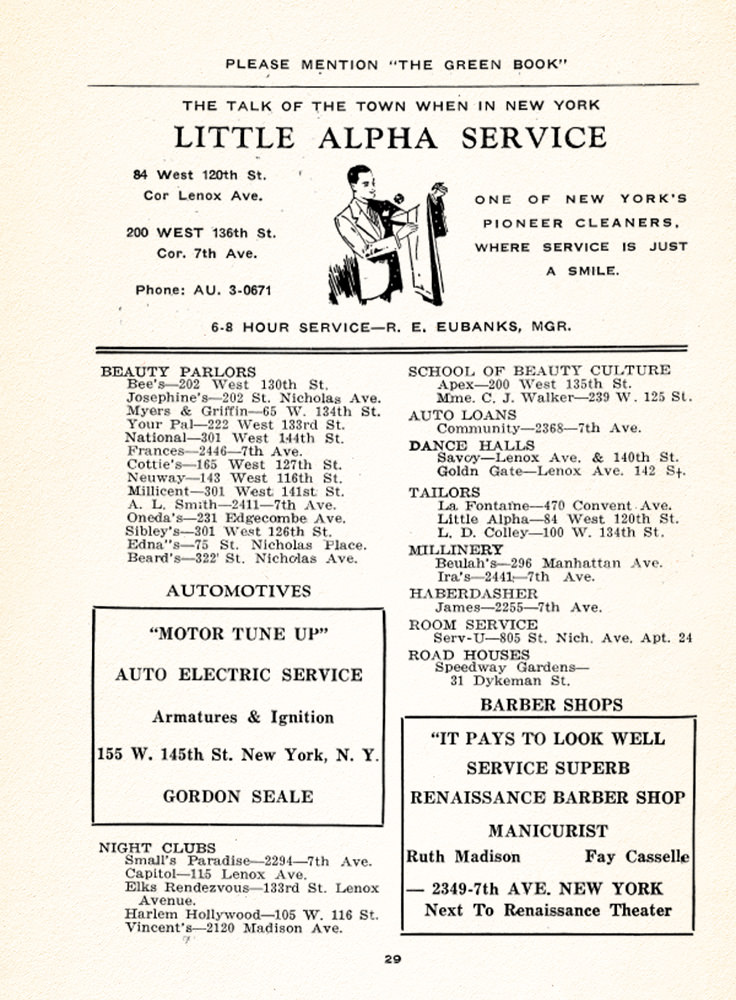 PLEASE MENTION "THE GREEN BOOK"
THE TALK OF THE TOWN WHEN IN NEW YORK
LITTLE ALPHA SERVICE
84 West 120th St.
Cor Lenox Ave.
200 WEST 136th St.
Cor. 7th Ave.
Phone: AU. 3-0671
ONE OF NEW YORK'S
PIONEER CLEANERS,
WHERE SERVICE IS JUST
A SMILE.
6-8 HOUR SERVICE—R. E. EUBANKS, MGR.
BEAUTY PARLORS
Bee's—202 West 130th St.
Josephine's—202 St. Nicholas Ave.
Myers & Griffin—65 W. 134th St.
Your Pal—222 West 133rd St.
National—301 West 144th St.
Frances—2446—7th Ave.
Cottie's—165 West 127th St.
Neuway—143 West 116th St.
Millicent—301 West 141st St.
A. L. Smith—2411—7th Ave.
Oneda's—231 Edgecombe Ave.
Sibley's—301 West 126th St.
Edna"s—75 St. Nicholas Place.
Beard's—322 St. Nicholas Ave.
AUTOMOTIVES
"MOTOR TUNE UP"
AUTO ELECTRIC SERVICE
Armatures & Ignition
155 W. 145th St. New York, N. Y.
GORDON SEALE
NIGHT CLUBS
Small's Paradise—2294—7th Ave.
Capitol—115 Lenox Ave.
Elks Rendezvous—133rd St. Lenox
Avenue.
Harlem Hollywood—105 W. 116 St.
Vincent's—2120 Madison Ave.
SCHOOL OF BEAUTY CULTURE
Apex—200 West 135th St.
Mme. C. J. Walker—239 W. 125 St.
AUTO LOANS
Community—2368—7th Ave.
DANCE HALLS
Savoy—Lenox Ave. & 140th St.
Goldn Gate—Lenox Ave. 142 St.
TAILORS
La Fontaine—470 Convent Ave.
Little Alpha—84 West 120th St.
L. D. Colley—100 W. 134th St.
MILLINERY
Beulah's—296 Manhattan Ave.
Ira's—2441—7th Ave.
HABERDASHER
James—2255—7th Ave.
ROOM SERVICE
Serv-U—805 St. Nich. Ave. Apt. 24
ROAD HOUSES
Speedway Gardens—
31 Dykeman St.
BARBER SHOPS
"IT PAYS TO LOOK WELL
SERVICE SUPERB
RENAISSANCE BARBER SHOP
MANICURIST
Ruth Madison Fay Casselle
— 2349-7th AVE. NEW YORK
Next To Renaissance Theater
29